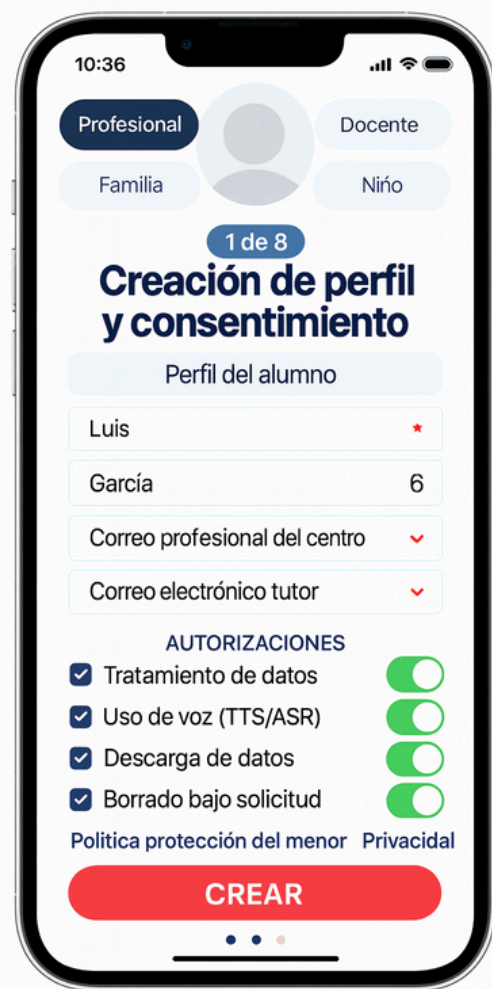 10:36
Profesional
Docente
Familia
Nińo
1 de 8
Creación de perfil
y consentimiento
Perfil del alumno
Luis *
García 6
Correo profesional del centro
Correo electrónico tutor
AUTORIZACIONES
Tratamiento de datos
Uso de voz (TTS/ASR)
Descarga de datos
Borrado bajo solicitud
Politica protección del menor Privacidal
CREAR